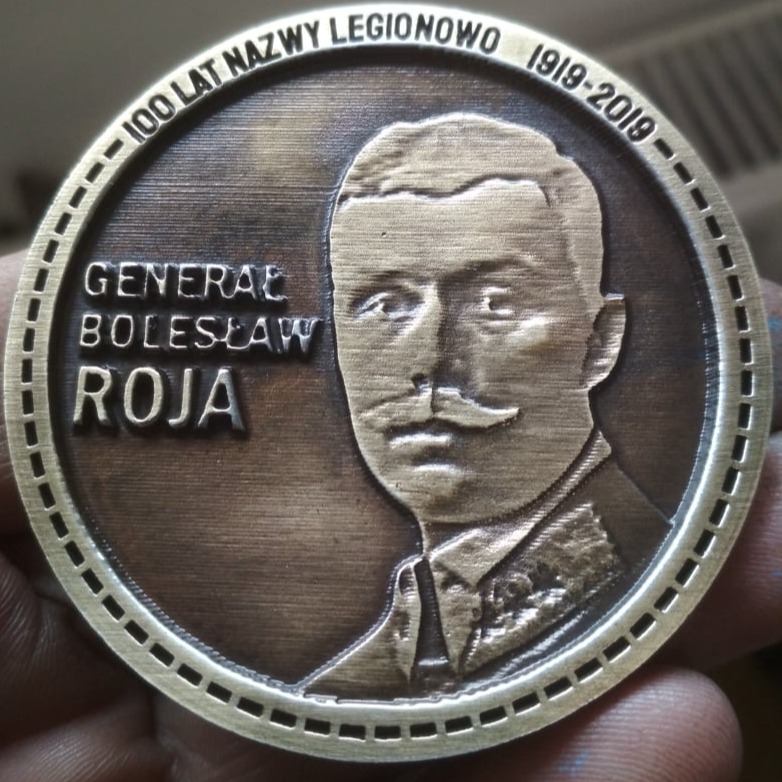 100 LAT NAZWY LEGIONOWO 1919-2019
GENERAŁ
BOLESŁAW
ROJA